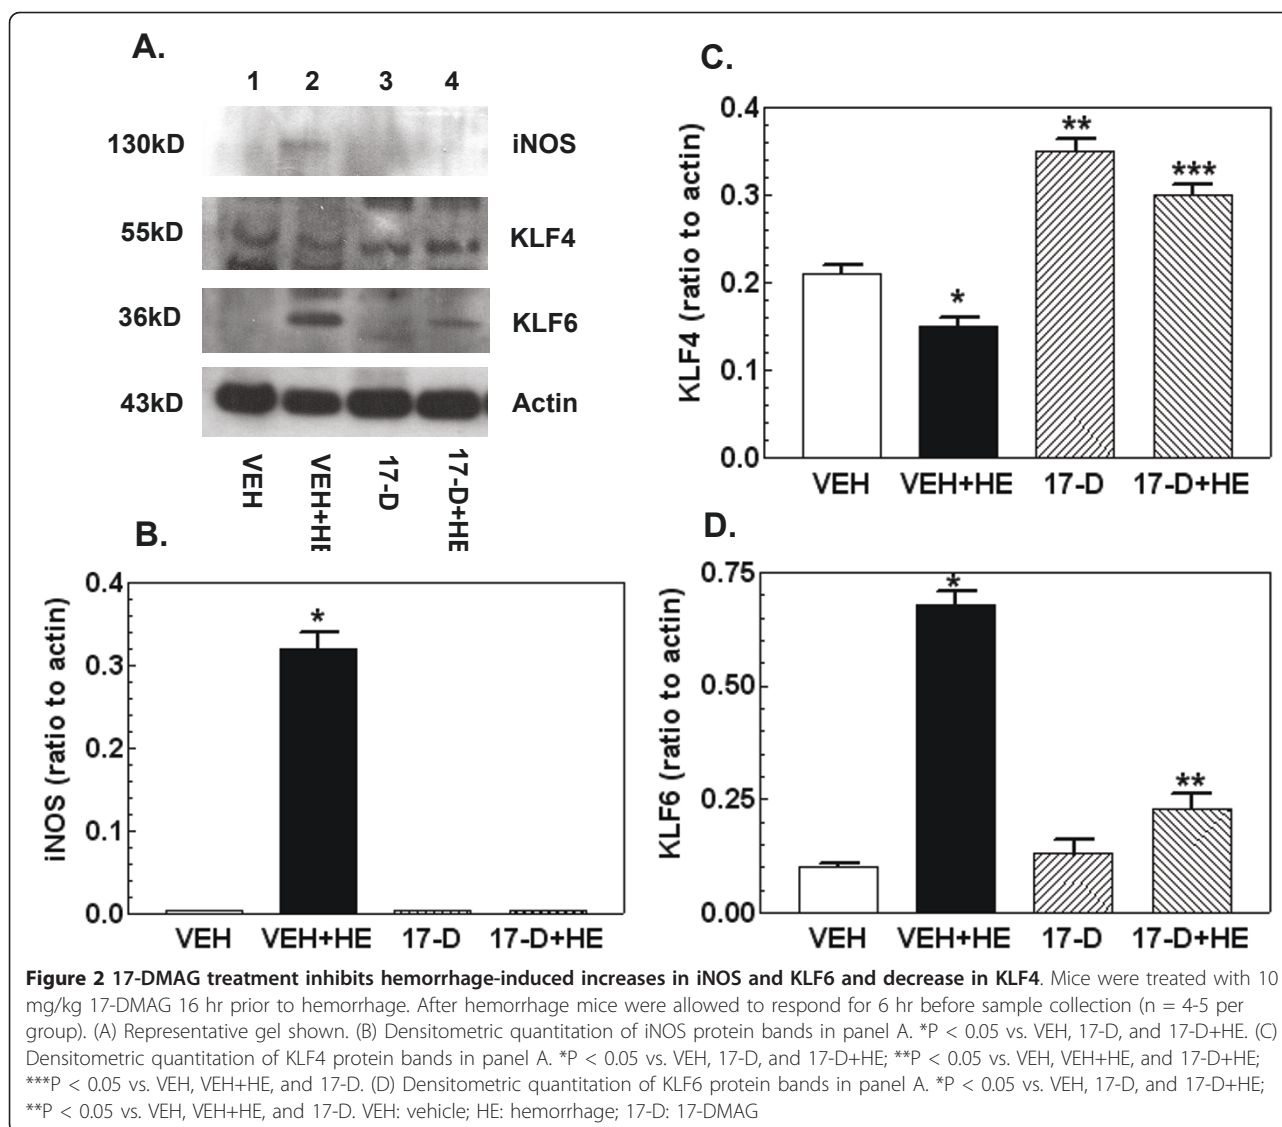 A.
1 2 3 4
130kD iNOS
55kD KLF4
36kD KLF6
43kD Actin
VEH VEH+HE 17-D 17-D+HE
B.
iNOS (ratio to actin)
0.4
0.3
0.2
0.1
0.0
*
VEH VEH+HE 17-D 17-D+HE
C.
KLF4 (ratio to actin)
0.4
0.3
0.2
0.1
0.0
* ** ***
VEH VEH+HE 17-D 17-D+HE
D.
KLF6 (ratio to actin)
0.75
0.50
0.25
0.00
* **
VEH VEH+HE 17-D 17-D+HE
Figure 2 17-DMAG treatment inhibits hemorrhage-induced increases in iNOS and KLF6 and decrease in KLF4. Mice were treated with 10
mg/kg 17-DMAG 16 hr prior to hemorrhage. After hemorrhage mice were allowed to respond for 6 hr before sample collection (n = 4-5 per
group). (A) Representative gel shown. (B) Densitometric quantitation of iNOS protein bands in panel A. *P < 0.05 vs. VEH, 17-D, and 17-D+HE. (C)
Densitometric quantitation of KLF4 protein bands in panel A. *P < 0.05 vs. VEH, 17-D, and 17-D+HE; **P < 0.05 vs. VEH, VEH+HE, and 17-D+HE;
***P < 0.05 vs. VEH, VEH+HE, and 17-D. (D) Densitometric quantitation of KLF6 protein bands in panel A. *P < 0.05 vs. VEH, 17-D, and 17-D+HE;
**P < 0.05 vs. VEH, VEH+HE, and 17-D. VEH: vehicle; HE: hemorrhage; 17-D: 17-DMAG